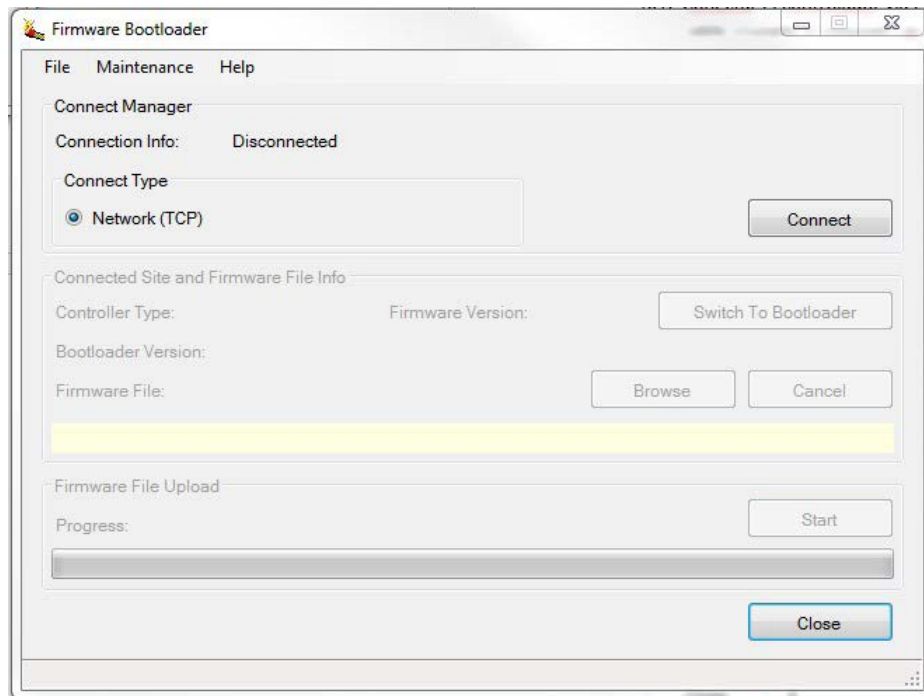 Firmware Bootloader
File Maintenance Help
Connect Manager
Connection Info: Disconnected
Connect Type
Network (TCP)
Connect
Connected Site and Firmware File Info
Controller Type: Firmware Version: Switch To Bootloader
Bootloader Version:
Firmware File: Browse Cancel
Firmware File Upload
Progress:
Start
Close